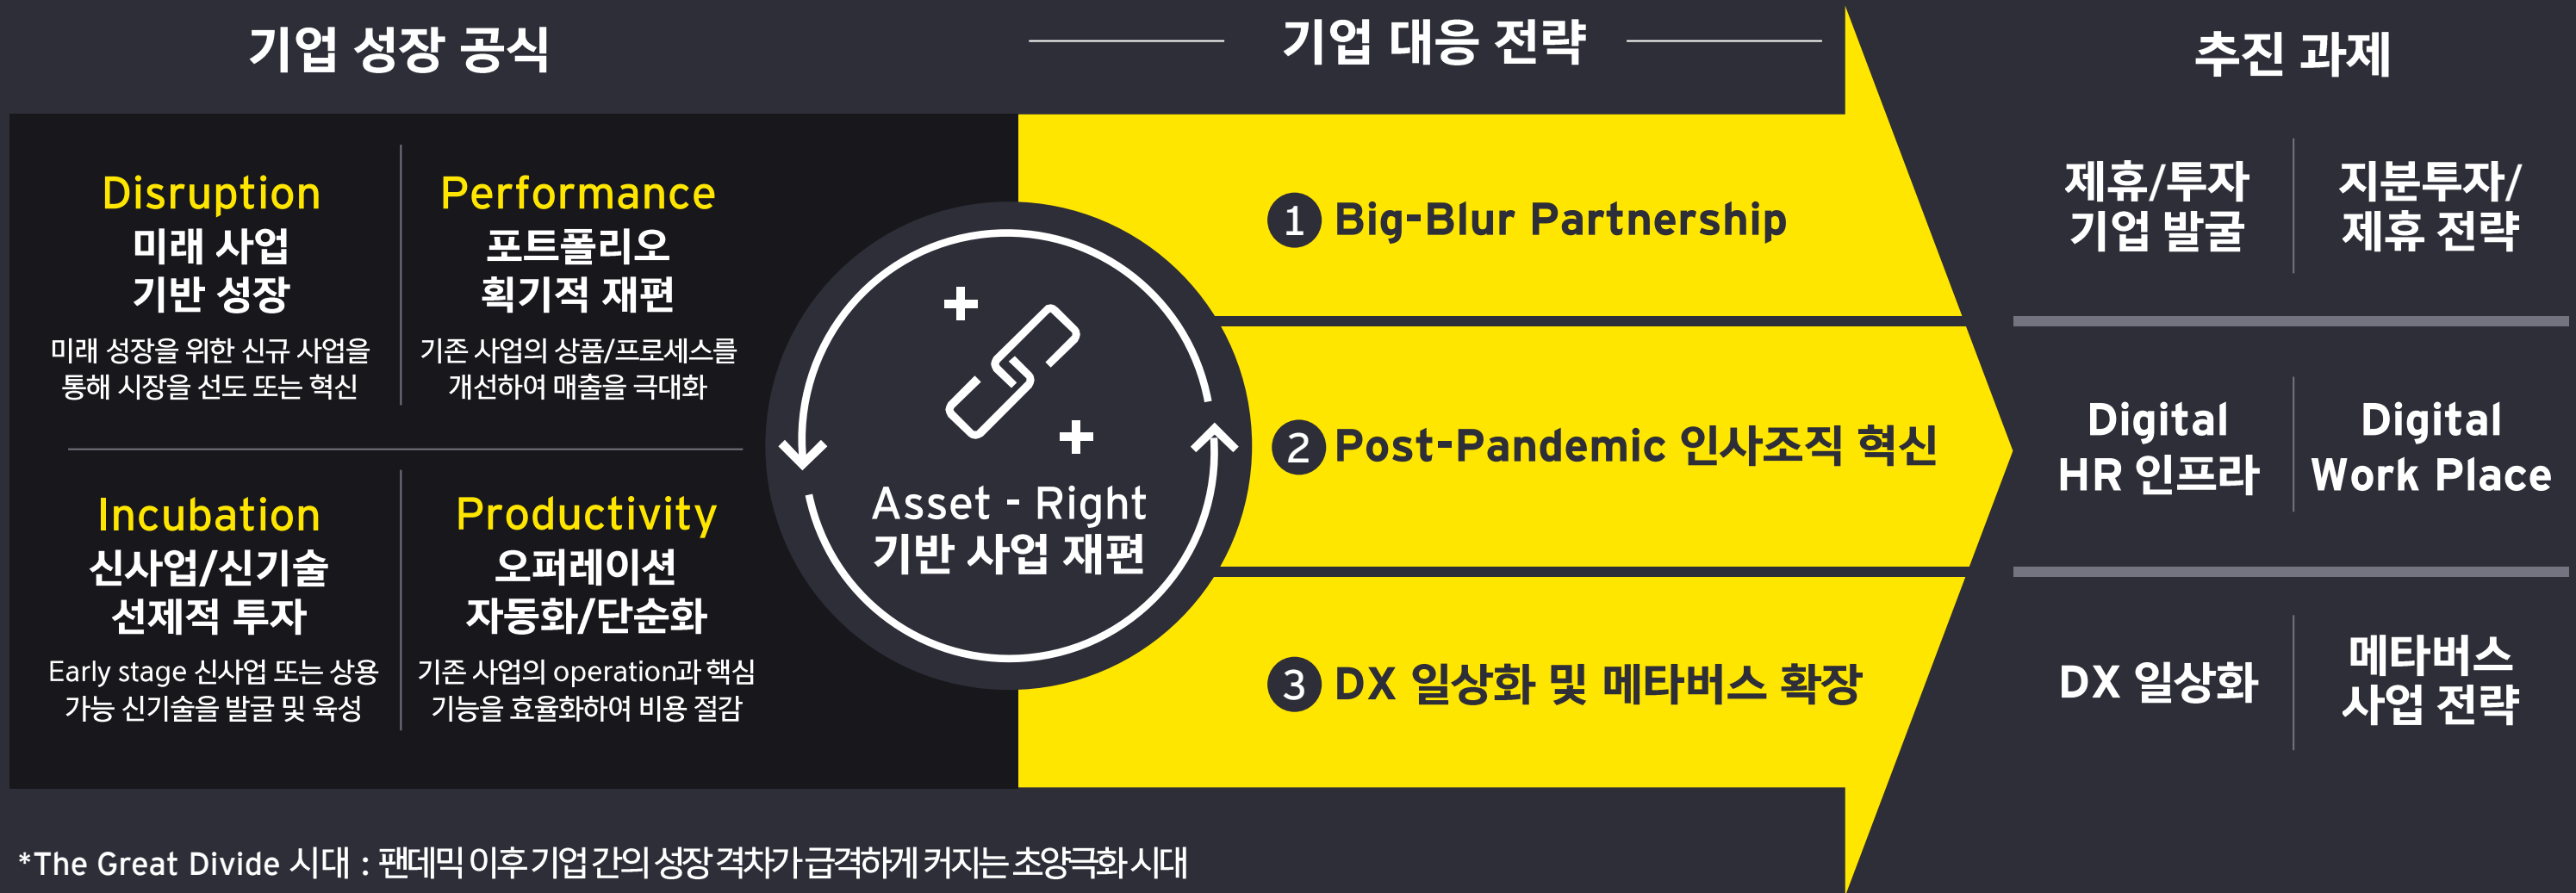 기업 성장 공식
Disruption
미래 사업
기반 성장
미래 성장을 위한 신규 사업을
통해 시장을 선도 또는 혁신
Performance
포트폴리오
획기적 재편
기존 사업의 상품/프로세스를
개선하여 매출을 극대화
Incubation
신사업/신기술
선제적 투자
Early stage 신사업 또는 상용
가능 신기술을 발굴 및 육성
Productivity
오퍼레이션
자동화/단순화
기존 사업의 operation과 핵심
기능을 효율화하여 비용 절감
Asset - Right
기반 사업 재편
기업 대응 전략
1 Big-Blur Partnership
2 Post-Pandemic 인사조직 혁신
3 DX 일상화 및 메타버스 확장
추진 과제
제휴/투자
기업 발굴
지분투자/
제휴 전략
Digital
HR 인프라
Digital
Work Place
DX 일상화
메타버스
사업 전략
*The Great Divide 시대 : 팬데믹 이후 기업 간의 성장 격차가 급격하게 커지는 초양극화 시대